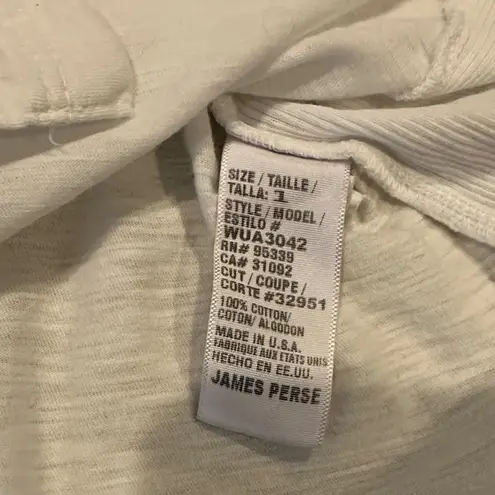 SIZE / TAILLE /
TALLA: 1
STYLE / MODEL /
ESTILO #
WUA3042
RN# 95339
CA# 31092
CUT / COUPE /
CORTE #32951
100% COTTON/
COTON/ ALGODON
MADE IN U.S.A.
FABRIQUE AUX ETATS UNIS
HECHO EN EE.UU.
JAMES PERSE